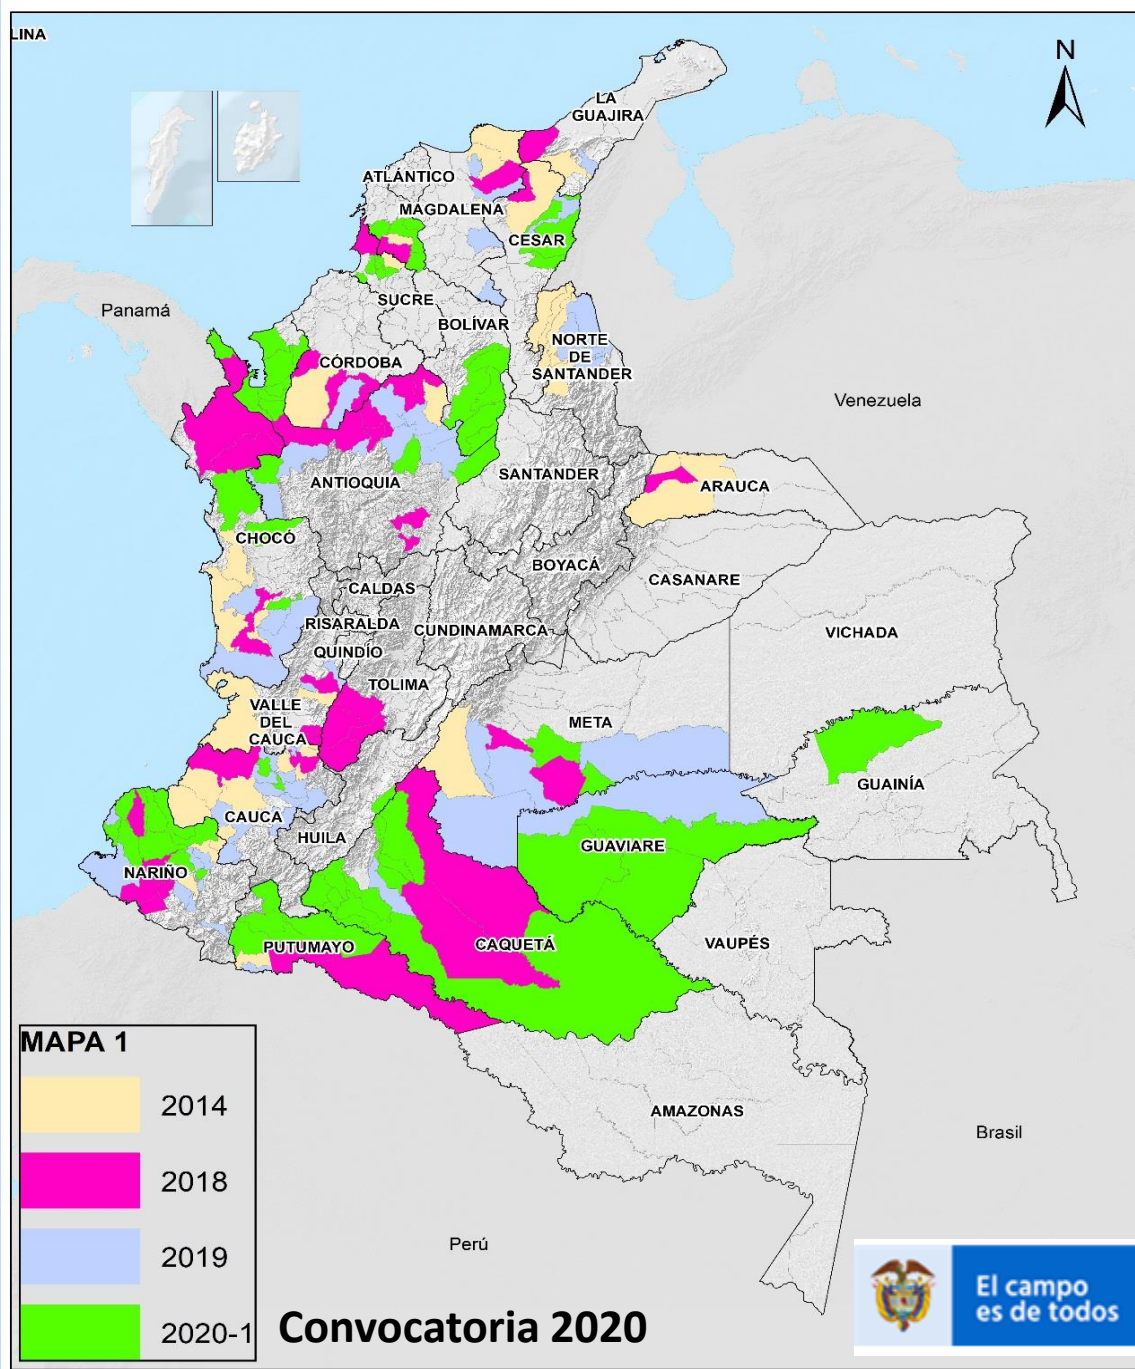 LINA
N
LA
GUAJIRA
ATLÁNTICO
MAGDALENA
CESAR
SUCRE
Panamá
BOLÍVAR
CÓRDOBA
NORTE
DE
SANTANDER
Venezuela
SANTANDER
ANTIOQUIA
ARAUCA
CHOCÓ
BOYACÁ
CASANARE
CALDAS
RISARALDA
CUNDINAMARCA
VICHADA
QUINDÍO
TOLIMA
VALLE
DEL
CAUCA
META
GUAINÍA
CAUCA
HUILA
GUAVIARE
NARIÑO
PUTUMAYO
CAQUETÁ
VAUPÉS
MAPA 1
2014
2018
2019
2020-1
AMAZONAS
Brasil
Perú
Convocatoria 2020
El campo
es de todos